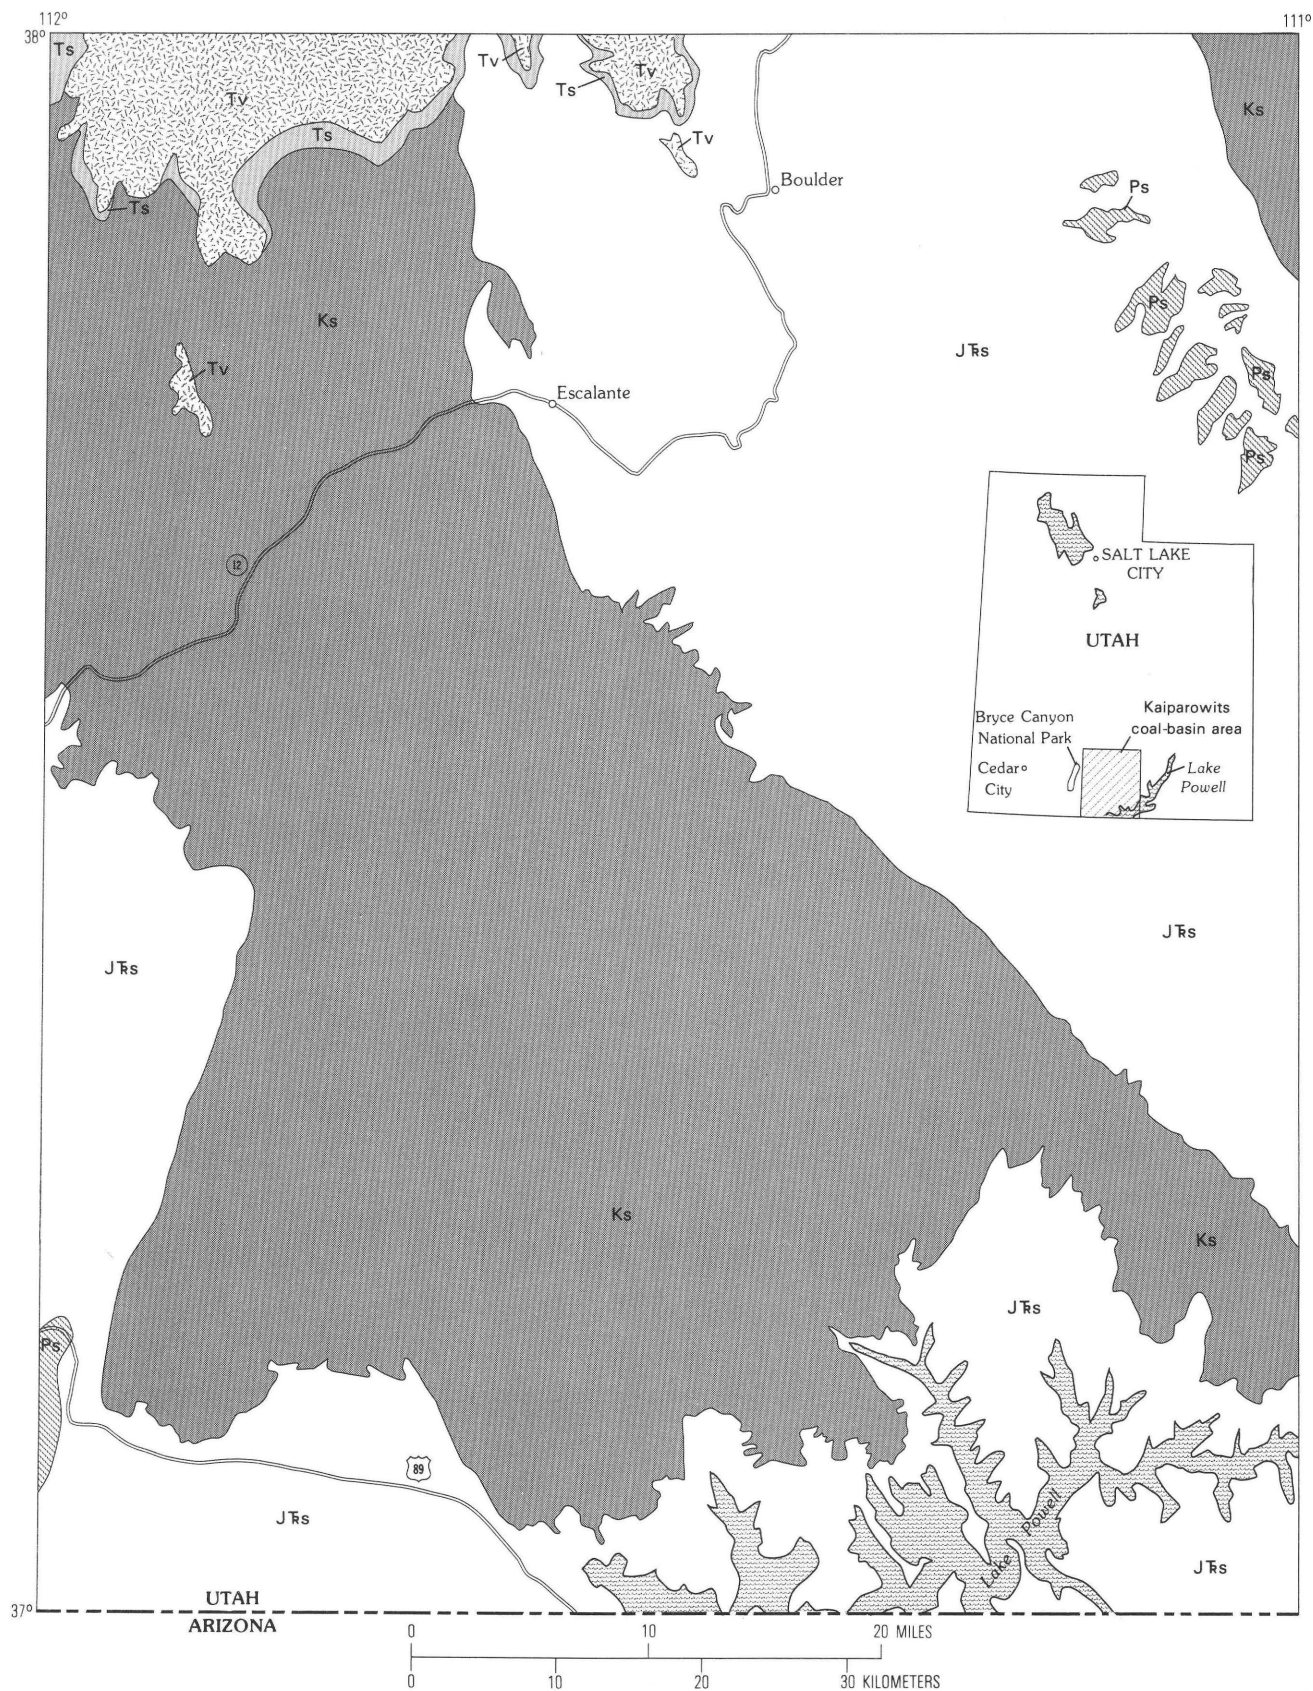 112°
111°
38°
Ts
Tv
Ts
Ts
Tv
Tv
Ts
Tv
Ks
Boulder
Ps
Ps
Ks
JTRs
Tv
Ps
Escalante
Ps
12
SALT LAKE
CITY
UTAH
Bryce Canyon
National Park
Kaiparowits
coal-basin area
Cedar
City
Lake
Powell
JTRs
JTRs
Ks
Ks
JTRs
Ps
89
JTRs
Lake Powell
JTRs
37°
UTAH
ARIZONA
0 10 20 MILES
0 10 20 30 KILOMETERS